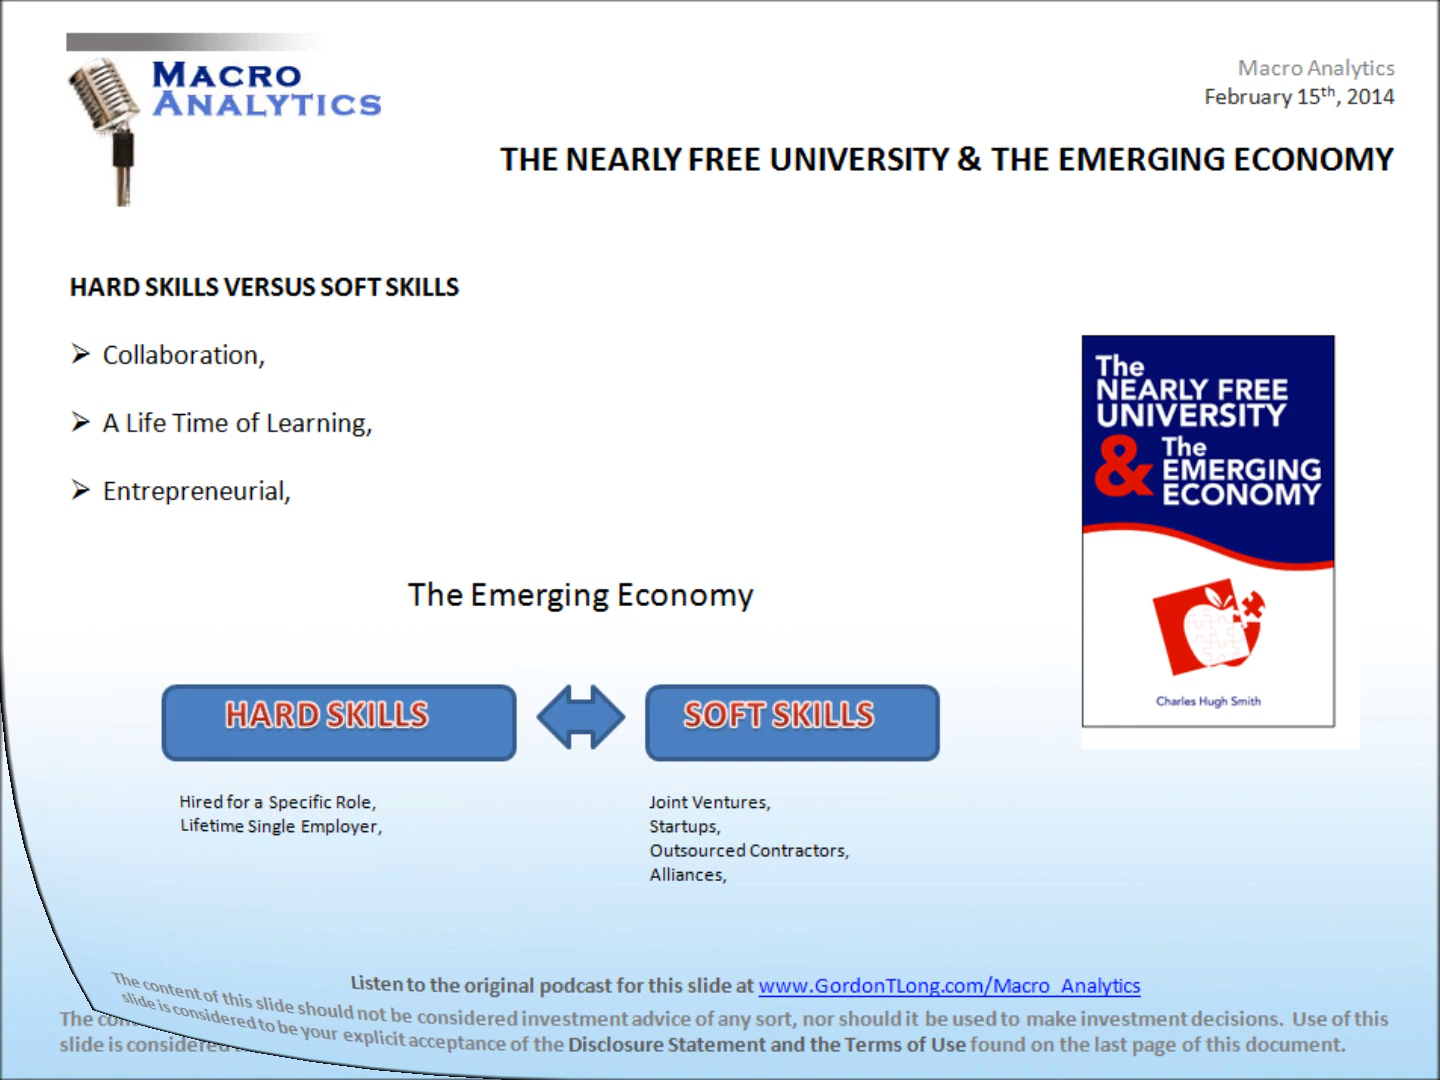 MACRO
ANALYTICS
Macro Analytics
February 15th, 2014
THE NEARLY FREE UNIVERSITY & THE EMERGING ECONOMY
HARD SKILLS VERSUS SOFT SKILLS
Collaboration,
A Life Time of Learning,
Entrepreneurial,
The
NEARLY FREE
UNIVERSITY
& The
EMERGING
ECONOMY
Charles Hugh Smith
The Emerging Economy
HARD SKILLS
SOFT SKILLS
Hired for a Specific Role,
Lifetime Single Employer,
Joint Ventures,
Startups,
Outsourced Contractors,
Alliances,
Listen to the original podcast for this slide at www.GordonTLong.com/Macro_Analytics
The content of this slide should not be considered investment advice of any sort, nor should it be used to make investment decisions. Use of this
slide is considered to be your explicit acceptance of the Disclosure Statement and the Terms of Use found on the last page of this document.
The con
slide is considered